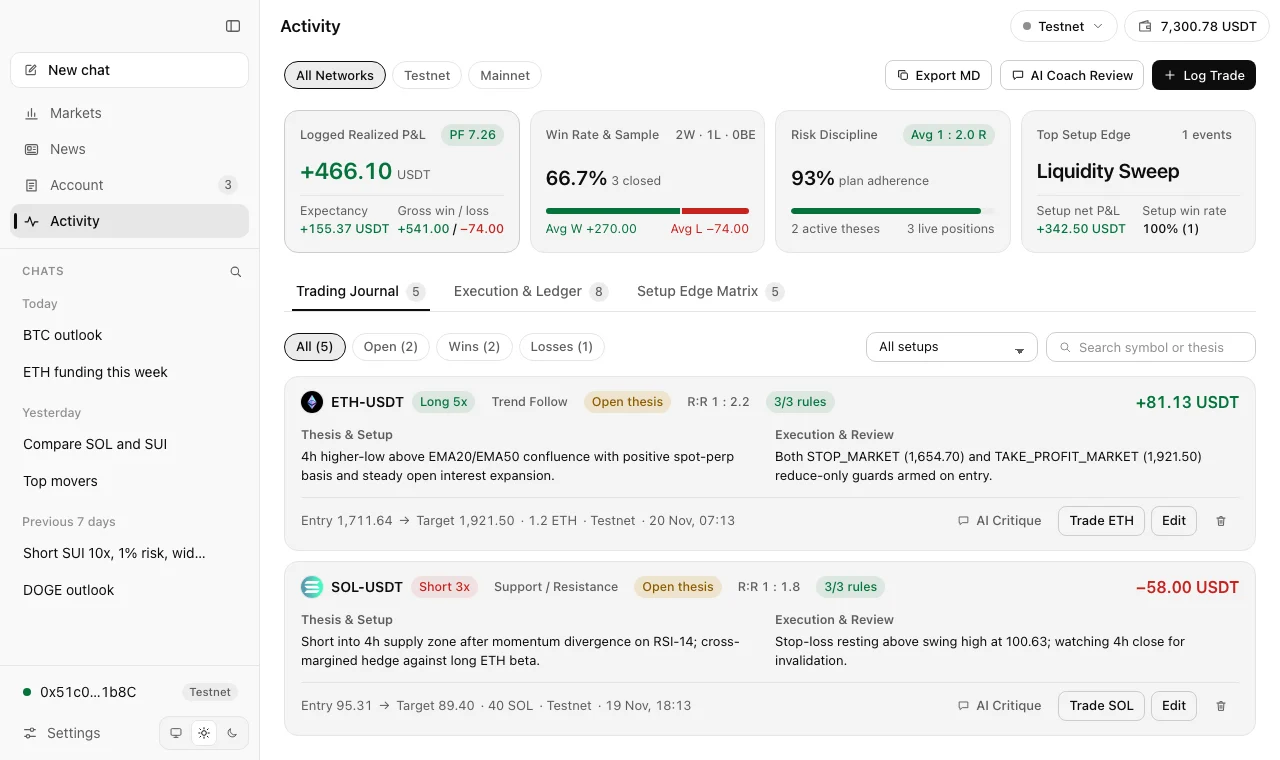 Activity
Testnet
7,300.78 USDT
New chat
Markets
News
Account 3
Activity
CHATS
Today
BTC outlook
ETH funding this week
Yesterday
Compare SOL and SUI
Top movers
Previous 7 days
Short SUI 10x, 1% risk, wid...
DOGE outlook
0x51c0...1b8C Testnet
Settings
All Networks Testnet Mainnet
Export MD AI Coach Review + Log Trade
Logged Realized P&L PF 7.26
+466.10 USDT
Expectancy Gross win / loss
+155.37 USDT +541.00 / −74.00
Win Rate & Sample 2W · 1L · 0BE
66.7% 3 closed
Avg W +270.00 Avg L −74.00
Risk Discipline Avg 1 : 2.0 R
93% plan adherence
2 active theses 3 live positions
Top Setup Edge 1 events
Liquidity Sweep
Setup net P&L Setup win rate
+342.50 USDT 100% (1)
Trading Journal 5 Execution & Ledger 8 Setup Edge Matrix 5
All (5) Open (2) Wins (2) Losses (1)
All setups Search symbol or thesis
ETH-USDT Long 5x Trend Follow Open thesis R:R 1 : 2.2 3/3 rules +81.13 USDT
Thesis & Setup
4h higher-low above EMA20/EMA50 confluence with positive spot-perp
basis and steady open interest expansion.
Execution & Review
Both STOP_MARKET (1,654.70) and TAKE_PROFIT_MARKET (1,921.50)
reduce-only guards armed on entry.
Entry 1,711.64 → Target 1,921.50 · 1.2 ETH · Testnet · 20 Nov, 07:13
AI Critique Trade ETH Edit
SOL-USDT Short 3x Support / Resistance Open thesis R:R 1 : 1.8 3/3 rules −58.00 USDT
Thesis & Setup
Short into 4h supply zone after momentum divergence on RSI-14; cross-
margined hedge against long ETH beta.
Execution & Review
Stop-loss resting above swing high at 100.63; watching 4h close for
invalidation.
Entry 95.31 → Target 89.40 · 40 SOL · Testnet · 19 Nov, 18:13
AI Critique Trade SOL Edit